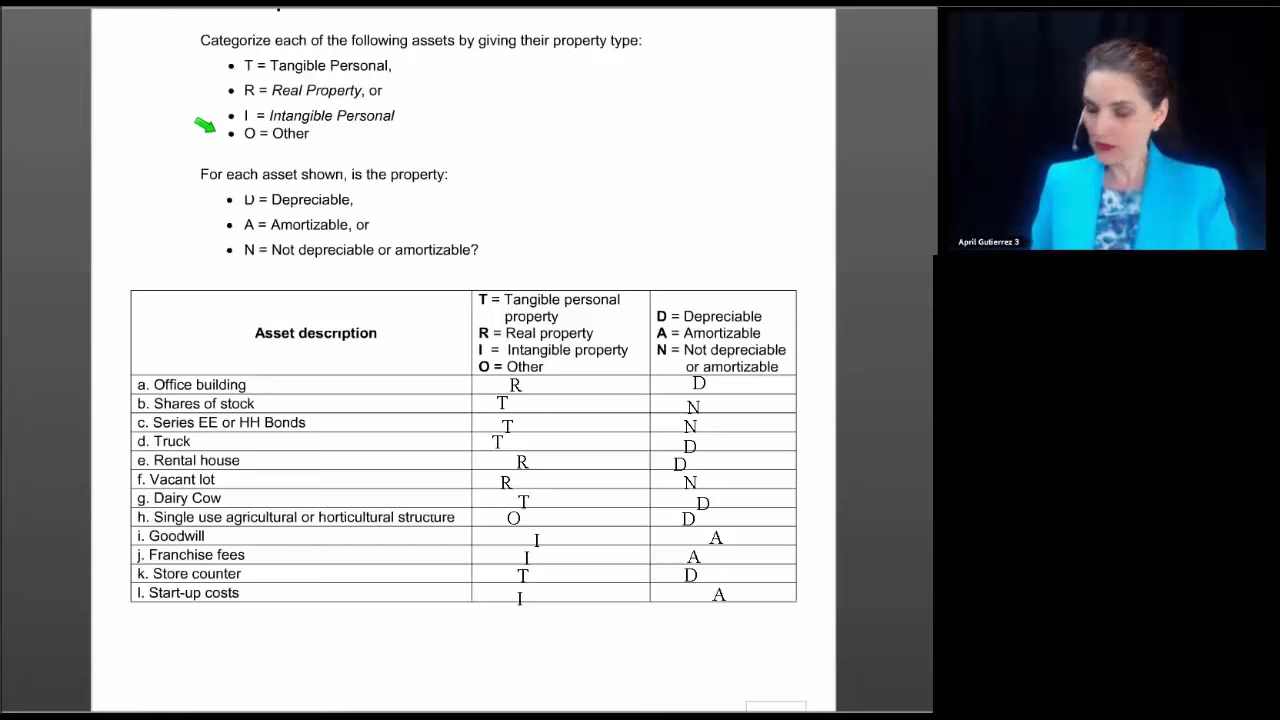 Categorize each of the following assets by giving their property type:
• T = Tangible Personal,
• R = Real Property, or
• I = Intangible Personal
• O = Other
For each asset shown, is the property:
• D = Depreciable,
• A = Amortizable, or
• N = Not depreciable or amortizable?
Asset description
T = Tangible personal
property
R = Real property
I = Intangible property
O = Other
D = Depreciable
A = Amortizable
N = Not depreciable
or amortizable
a. Office building R D
b. Shares of stock T N
c. Series EE or HH Bonds T N
d. Truck T D
e. Rental house R D
f. Vacant lot R N
g. Dairy Cow T D
h. Single use agricultural or horticultural structure O D
i. Goodwill I A
j. Franchise fees I A
k. Store counter T D
l. Start-up costs I A
April Gutierrez 3